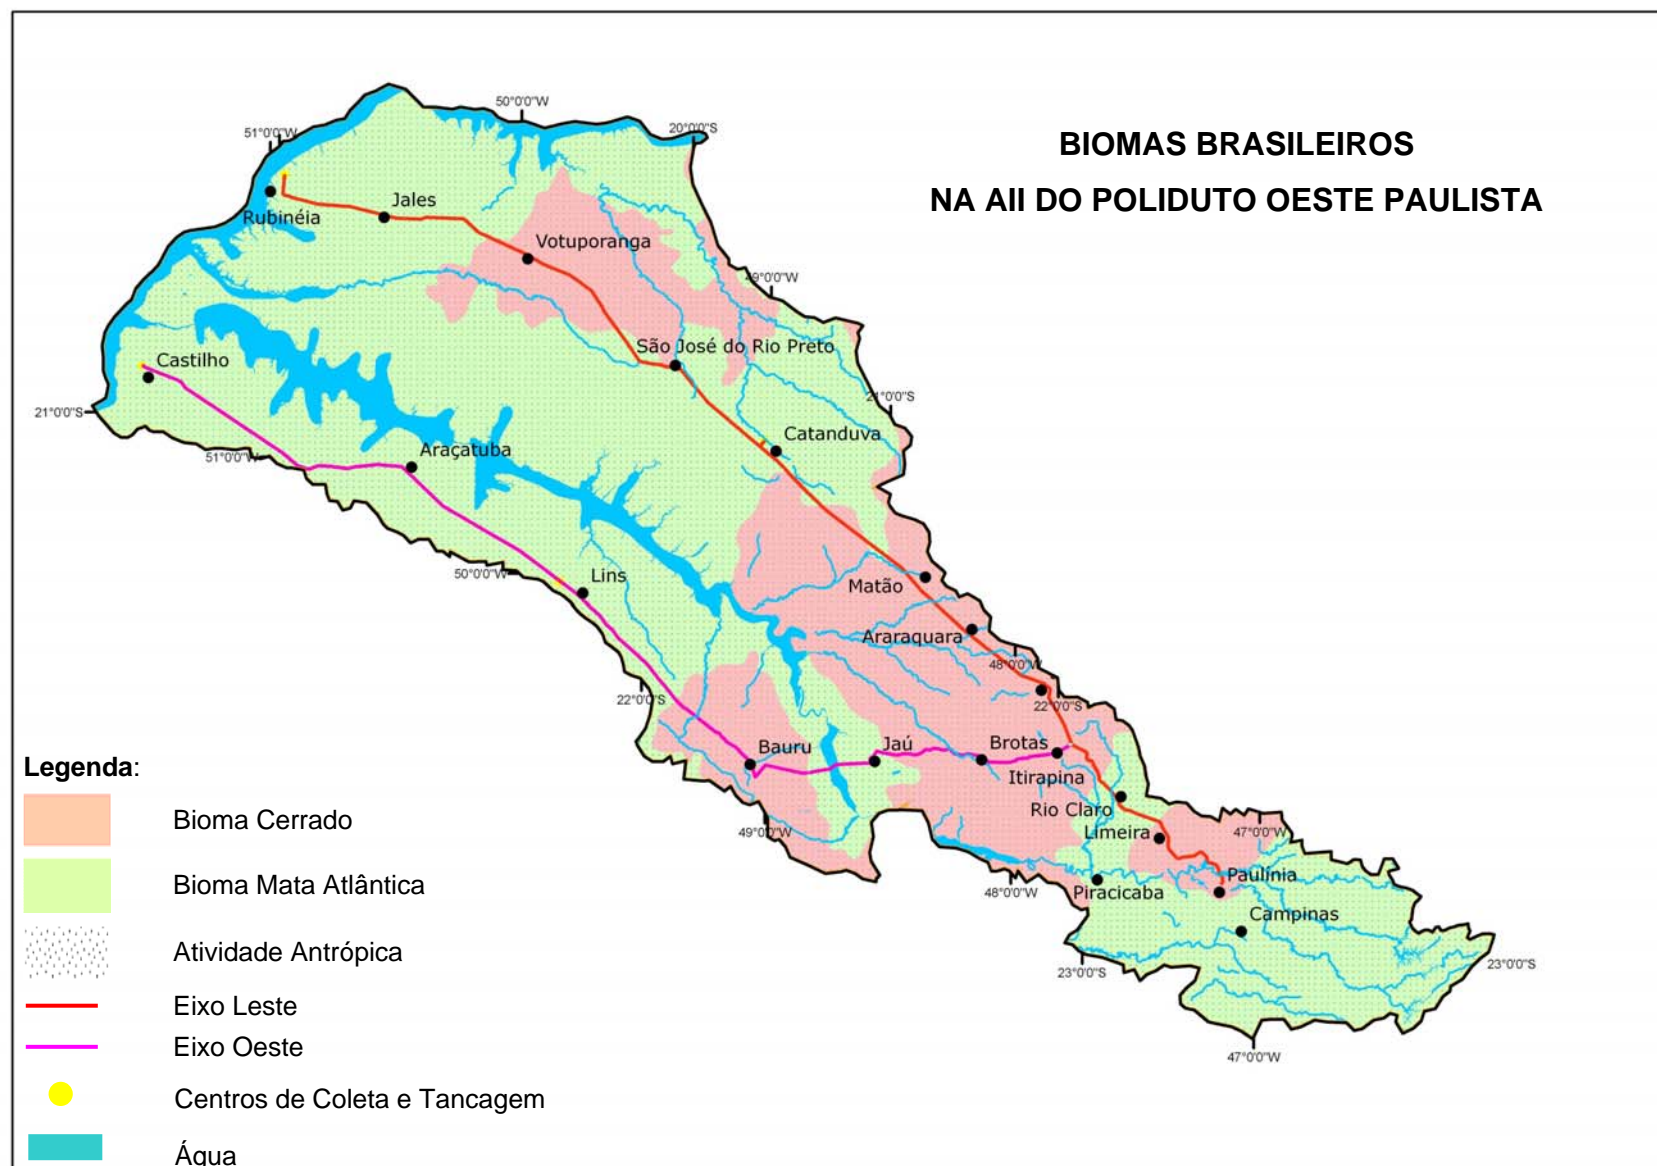 BIOMAS BRASILEIROS
NA AII DO POLIDUTO OESTE PAULISTA
50°0'0"W
51°0'0"W
20°0'0"S
Rubinéia
Jales
Votuporanga
49°0'0"W
São José do Rio Preto
Castilho
21°0'0"S
21°0'0"S
Catanduva
Araçatuba
51°0'0"W
50°0'0"W
Lins
Matão
Araraquara
48°0'0"W
22°0'0"S
22°0'0"S
Bauru
Jaú
Brotas
Itirapina
Rio Claro
Limeira
47°0'0"W
49°0'0"W
Paulínia
Piracicaba
48°0'0"W
Campinas
23°0'0"S
23°0'0"S
47°0'0"W
Legenda:
Bioma Cerrado
Bioma Mata Atlântica
Atividade Antrópica
Eixo Leste
Eixo Oeste
Centros de Coleta e Tancagem
Água